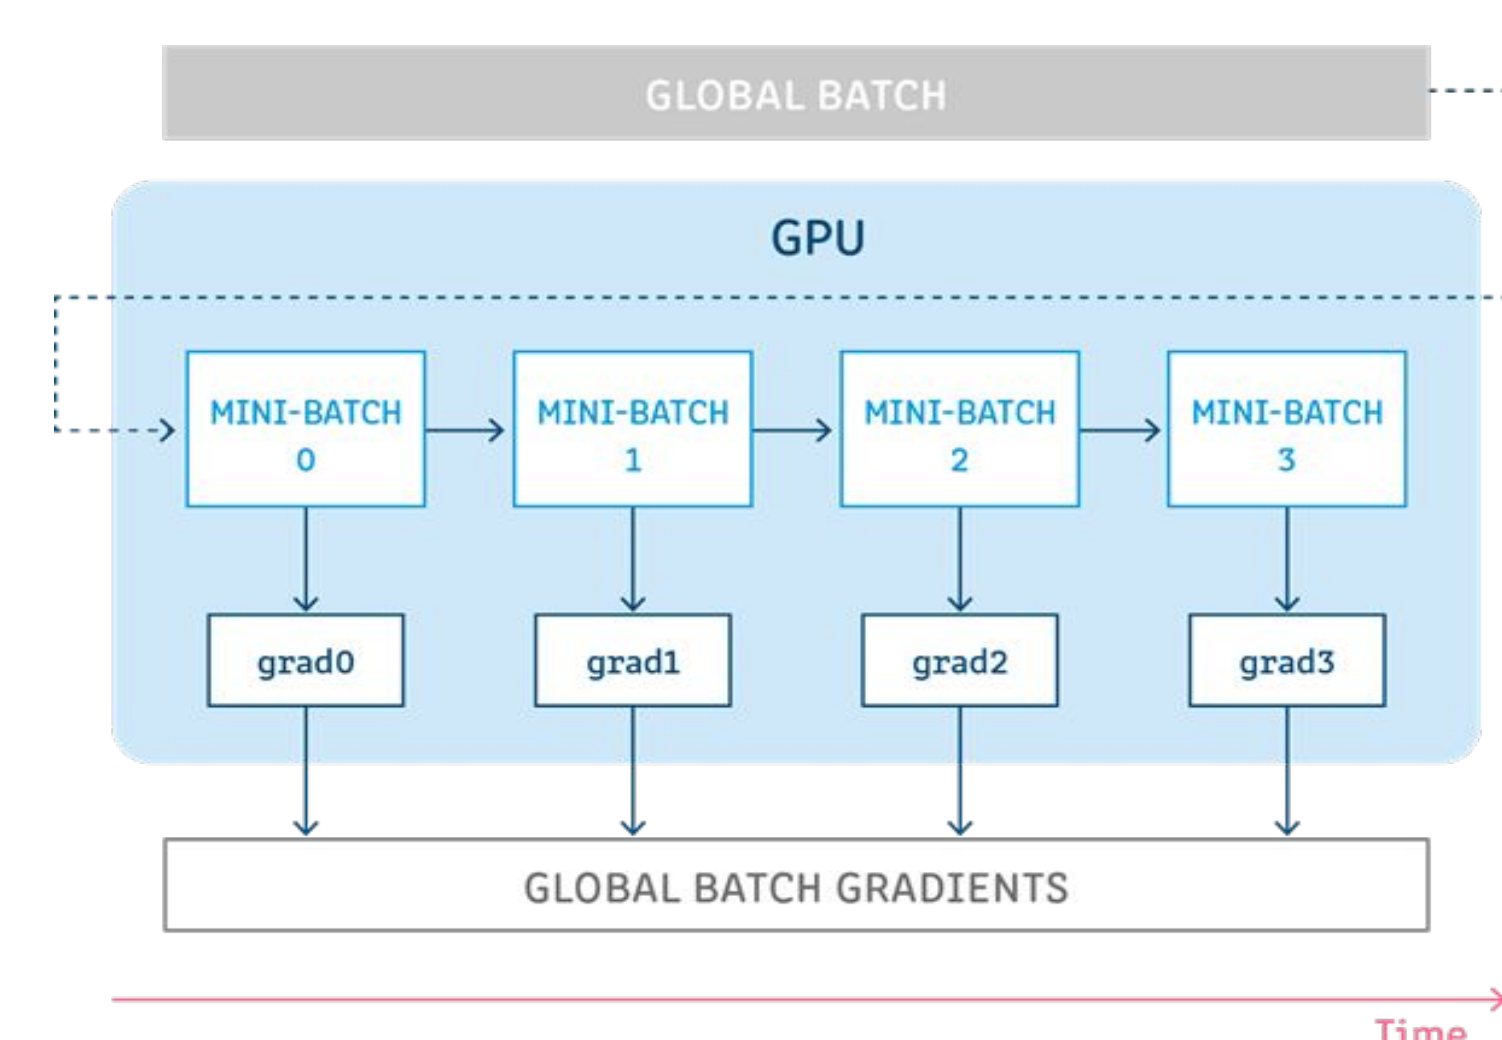 GLOBAL BATCH
GPU
MINI-BATCH
0
MINI-BATCH
1
MINI-BATCH
2
MINI-BATCH
3
grad0
grad1
grad2
grad3
GLOBAL BATCH GRADIENTS
Time